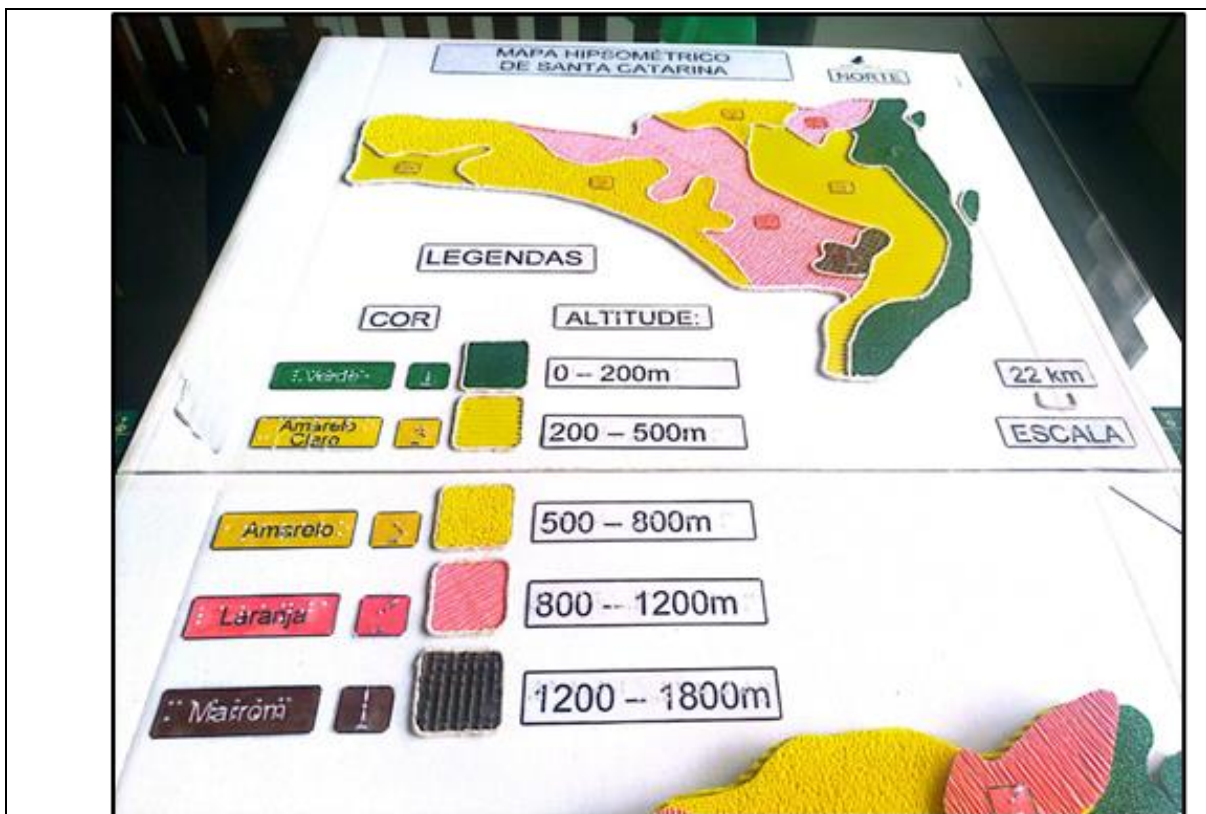 MAPA HIPSOMÉTRICO
DE SANTA CATARINA
NORTE
LEGENDAS
COR
ALTITUDE:
Verde
0 – 200m
Amarelo
Claro
200 – 500m
22 km
ESCALA
Amarelo
500 – 800m
Laranja
800 – 1200m
Marrom
1200 – 1800m